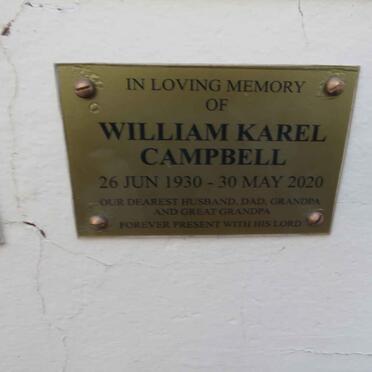 IN LOVING MEMORY
OF
WILLIAM KAREL
CAMPBELL
26 JUN 1930 - 30 MAY 2020
OUR DEAREST HUSBAND, DAD, GRANDPA
AND GREAT GRANDPA
FOREVER PRESENT WITH HIS LORD